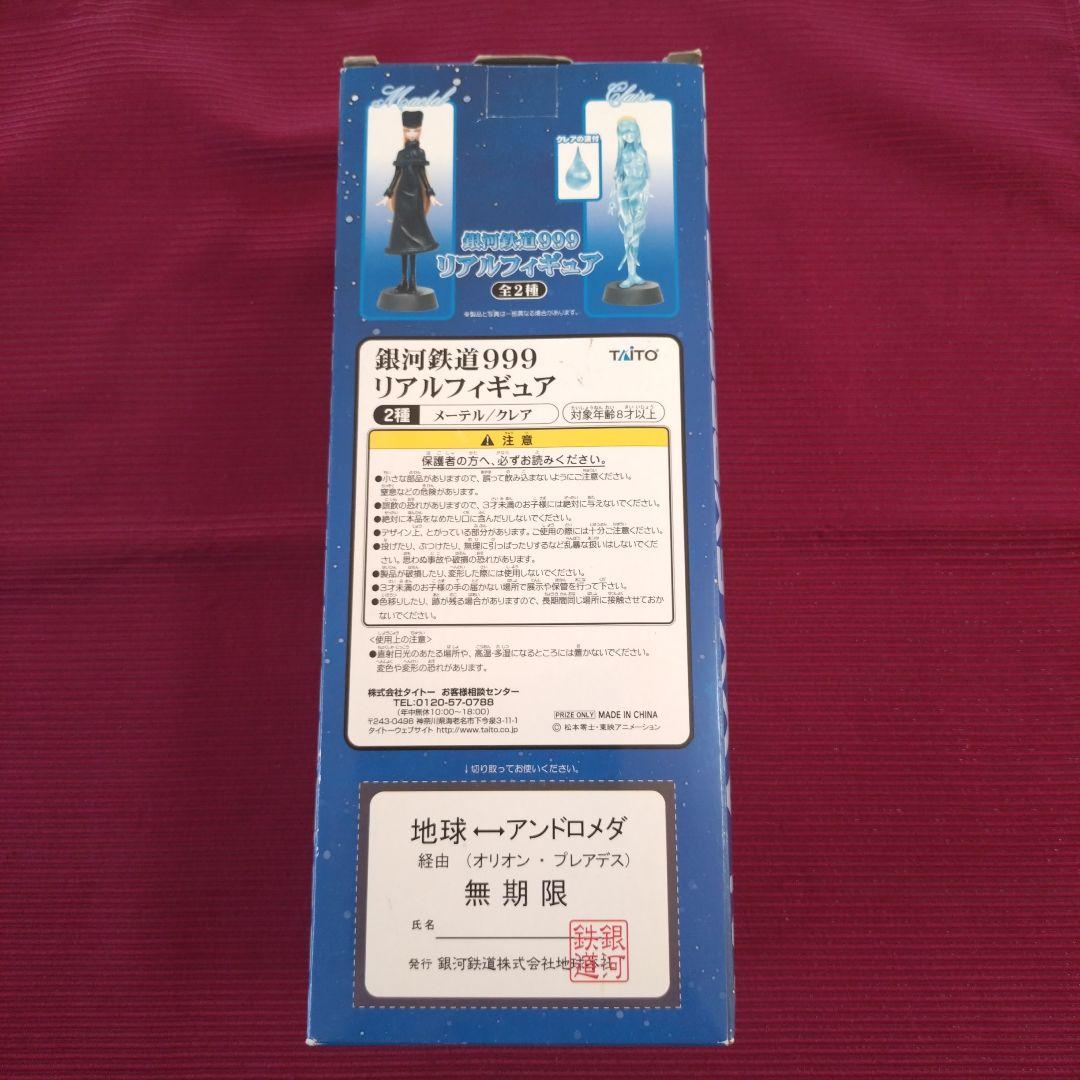 Maetel
Claire
クレアの涙付
銀河鉄道999
リアルフィギュア
全2種
※製品と写真は一部異なる場合があります。
銀河鉄道999
リアルフィギュア
TAITO
2種 メーテル/クレア
対象年齢8才以上
⚠注意
保護者の方へ、必ずお読みください。
●小さな部品がありますので、誤って飲み込まないようにご注意ください。
窒息などの危険があります。
●誤飲の恐れがありますので、3才未満のお子様には絶対に与えないでください。
●絶対に本品をなめたり口に含んだりしないでください。
●デザイン上、とがっている部分があります。ご使用の際には十分ご注意ください。
●投げたり、ぶつけたり、無理に引っぱったりするなど乱暴な扱いはしないでくだ
さい。思わぬ事故や破損の恐れがあります。
●製品が破損したり、変形した際には使用しないでください。
●3才未満のお子様の手の届かない場所で展示や保管を行って下さい。
●色移りしたり、跡が残る場合がありますので、長期間同じ場所に接触させておか
ないでください。
<使用上の注意>
●直射日光のあたる場所や、高温・多湿になるところには置かないでください。
変色や変形の恐れがあります。
株式会社タイトー お客様相談センター
TEL:0120-57-0788
(年中無休10:00~18:00)
〒243-0498 神奈川県海老名市下今泉3-11-1
タイトーウェブサイト http://www.taito.co.jp
PRIZE ONLY MADE IN CHINA
© 松本零士・東映アニメーション
↓切り取ってお使いください。
地球↔アンドロメダ
経由 (オリオン・プレアデス)
無期限
氏名
発行 銀河鉄道株式会社地球本社
銀河鉄道